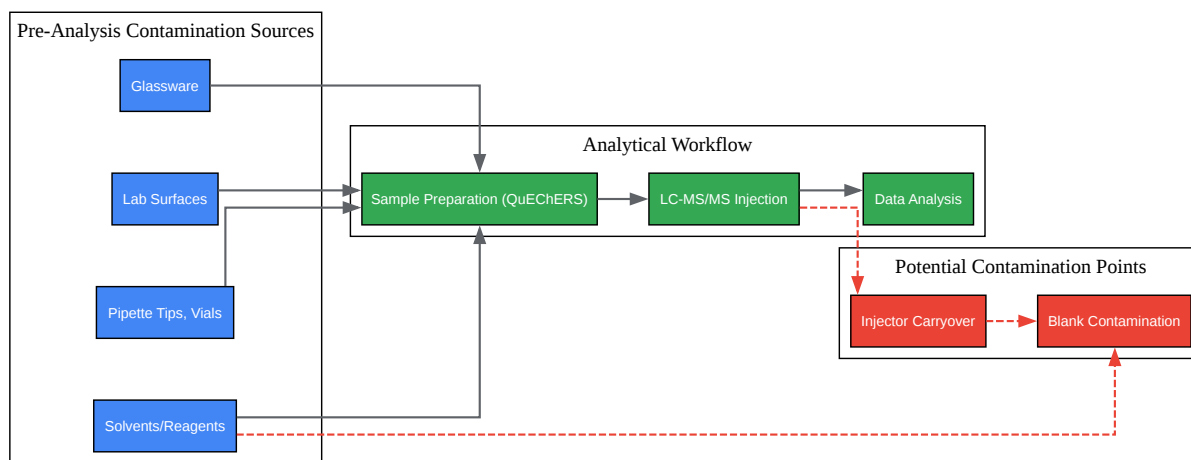 Pre-Analysis Contamination Sources
Glassware
Lab Surfaces
Pipette Tips, Vials
Solvents/Reagents
Analytical Workflow
Sample Preparation (QuEChERS)
LC-MS/MS Injection
Data Analysis
Potential Contamination Points
Injector Carryover
Blank Contamination